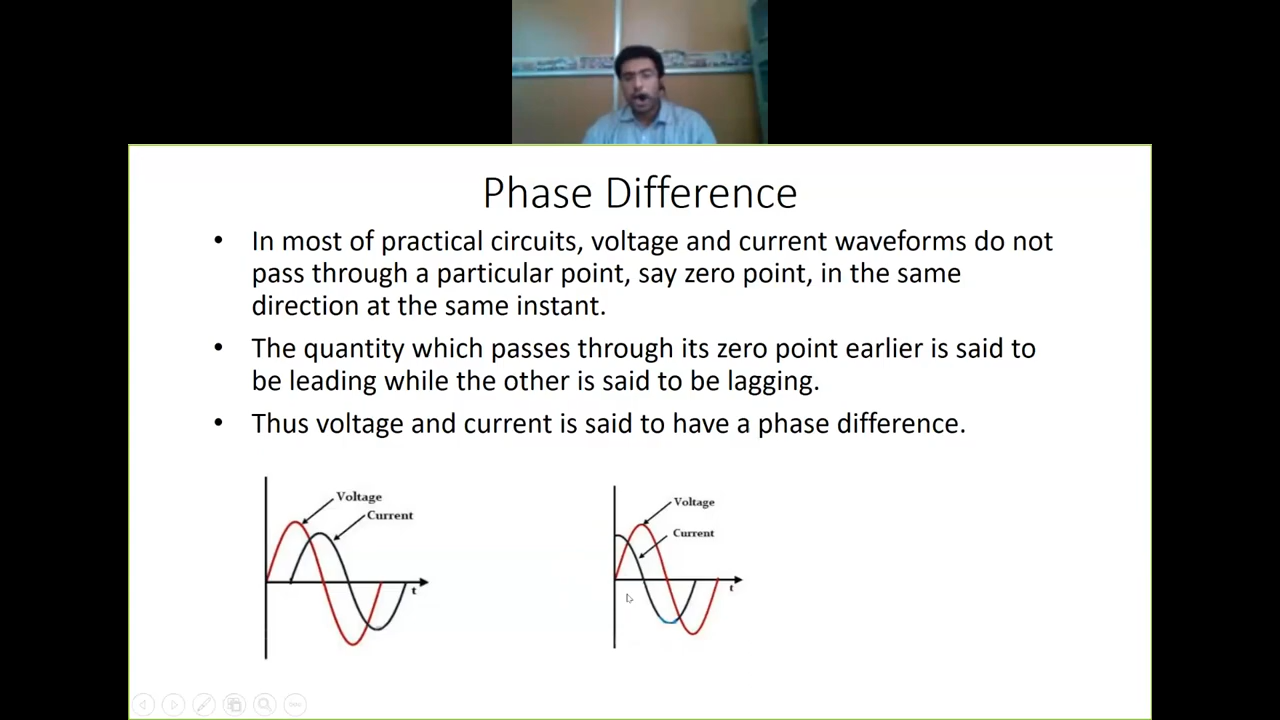 Phase Difference
• In most of practical circuits, voltage and current waveforms do not
pass through a particular point, say zero point, in the same
direction at the same instant.
• The quantity which passes through its zero point earlier is said to
be leading while the other is said to be lagging.
• Thus voltage and current is said to have a phase difference.
Voltage
Current
t
Voltage
Current
t